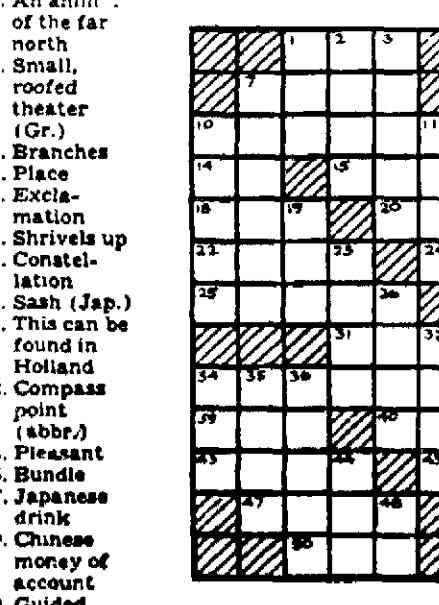 . An
of the far
north
. Small,
roofed
theater
(Gr.)
. Branches
. Place
. Excla-
mation
. Shrivels up
. Constel-
lation
. Sash (Jap.)
. This can be
found in
Holland
. Compass
point
(abbr.)
. Pleasant
. Bundle
. Japanese
drink
. Chinese
money of
account
. Guided
1 2 3
7
10 11
14 15
18 19 20
22 23 24
25 26
31 32
34 35 36
39 40
43 44 45
47 48
50